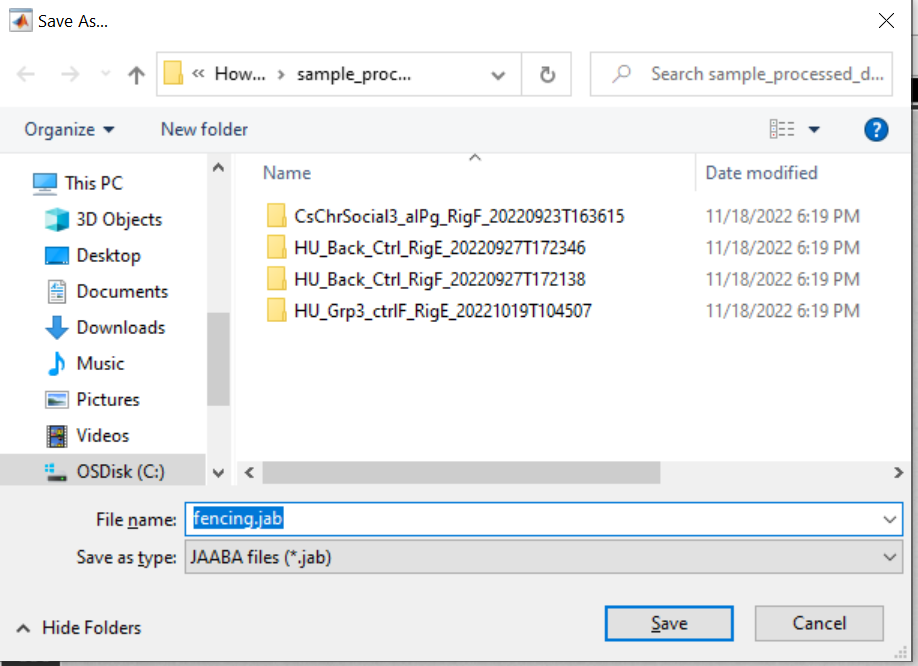 Save As...
« How... › sample_proc...
Search sample_processed_d...
Organize
New folder
?
Name
Date modified
This PC
3D Objects
Desktop
Documents
Downloads
Music
Pictures
Videos
OSDisk (C:)
CsChrSocial3_aIPg_RigF_20220923T163615 11/18/2022 6:19 PM
HU_Back_Ctrl_RigE_20220927T172346 11/18/2022 6:19 PM
HU_Back_Ctrl_RigF_20220927T172138 11/18/2022 6:19 PM
HU_Grp3_ctrlF_RigE_20221019T104507 11/18/2022 6:19 PM
File name: fencing.jab
Save as type: JAABA files (*.jab)
Hide Folders
Save
Cancel